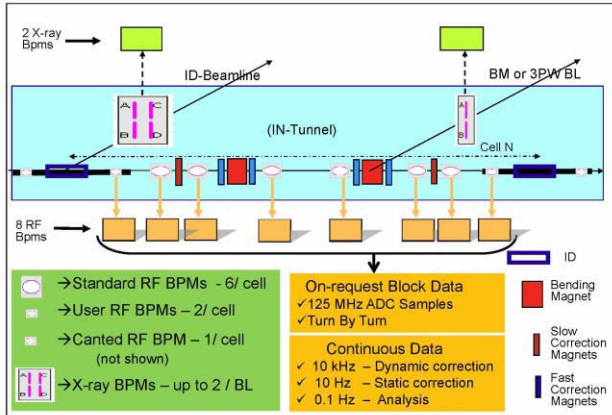 2 X-ray
Bpms
ID-Beamline
BM or 3PW BL
A C
B D
A
B
(IN-Tunnel)
Cell N
8 RF
Bpms
→Standard RF BPMs - 6/ cell
→User RF BPMs – 2/ cell
→Canted RF BPM – 1/ cell
(not shown)
A C
B D
→X-ray BPMs – up to 2 / BL
On-request Block Data
✓125 MHz ADC Samples
✓Turn By Turn
Continuous Data
✓ 10 kHz – Dynamic correction
✓ 10 Hz – Static correction
✓ 0.1 Hz – Analysis
ID
Bending
Magnet
Slow
Correction
Magnets
Fast
Correction
Magnets